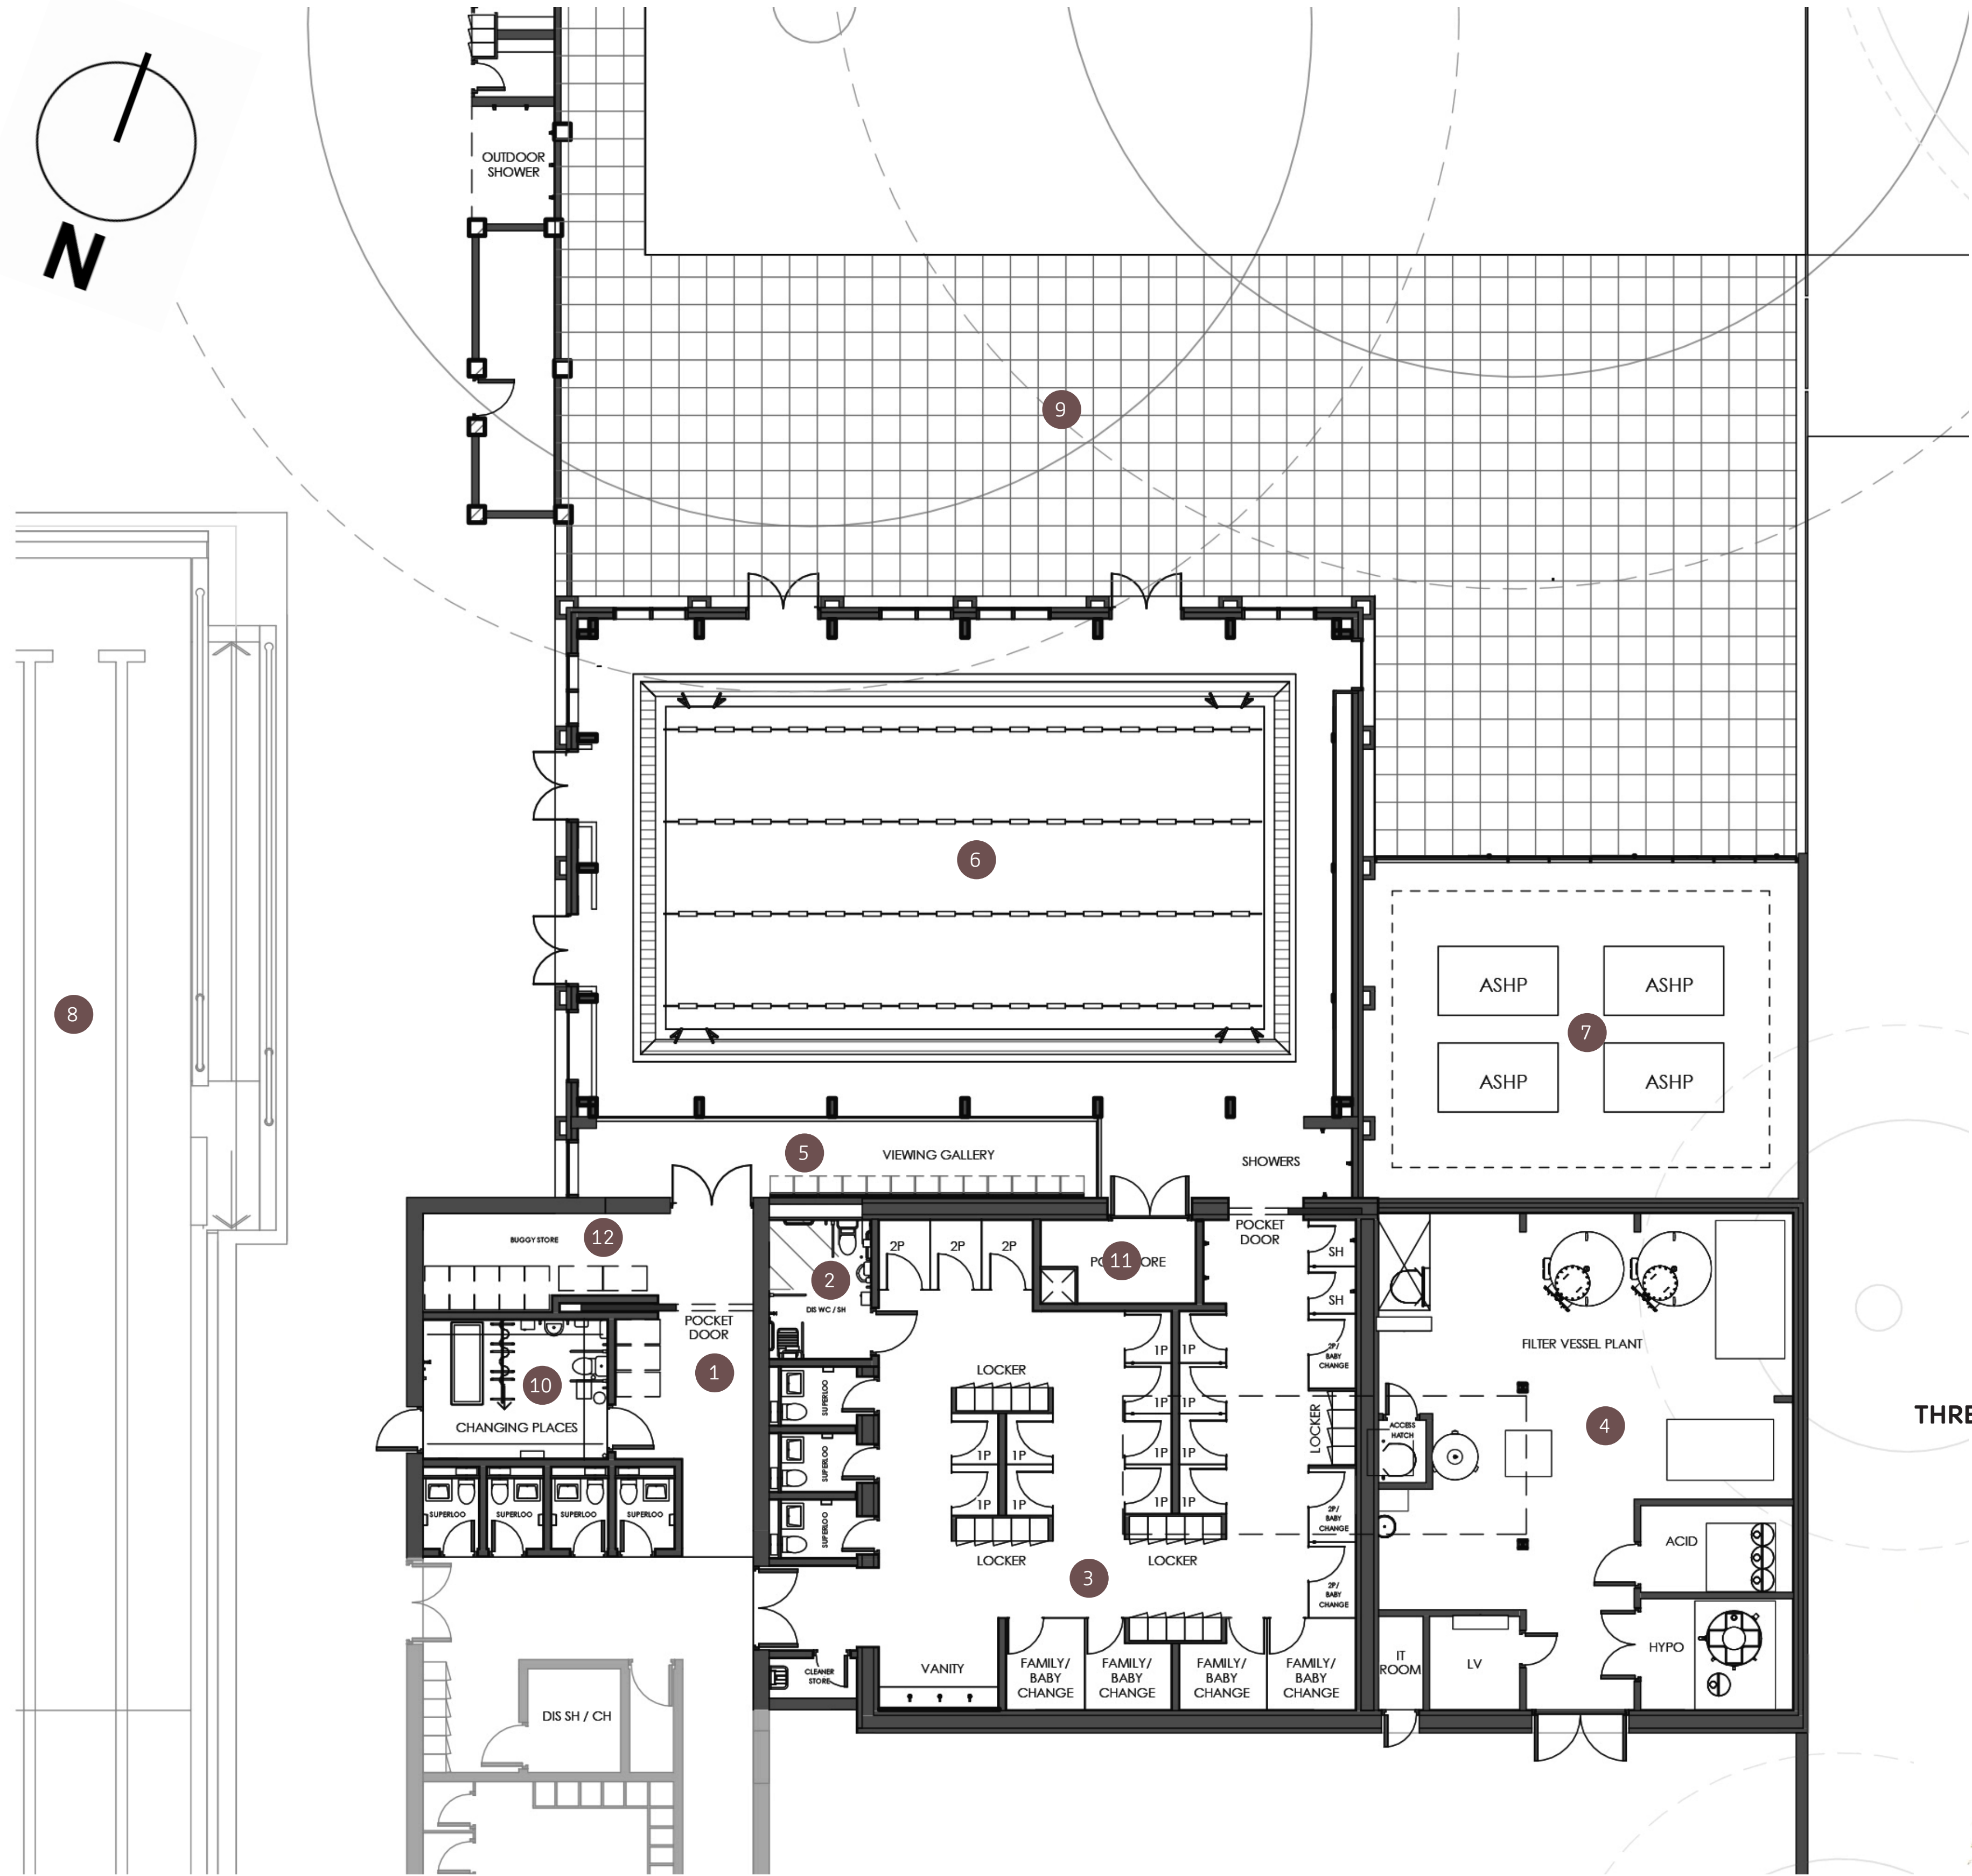 N
OUTDOOR
SHOWER
9
6
8
ASHP
ASHP
7
ASHP
ASHP
5
VIEWING GALLERY
SHOWERS
BUGGY STORE
12
POCKET
DOOR
1
10
CHANGING PLACES
SUPERLOO
SUPERLOO
SUPERLOO
SUPERLOO
2
DIS WC / SH
SUPERLOO
SUPERLOO
SUPERLOO
2P
2P
2P
11
ORE
POCKET
DOOR
SH
SH
2P/
BABY
CHANGE
LOCKER
1P
1P
1P
1P
LOCKER
1P
1P
1P
1P
1P
1P
1P
1P
LOCKER
LOCKER
2P/
BABY
CHANGE
2P/
BABY
CHANGE
3
CLEANER
STORE
VANITY
FAMILY/
BABY
CHANGE
FAMILY/
BABY
CHANGE
FAMILY/
BABY
CHANGE
FAMILY/
BABY
CHANGE
DIS SH / CH
FILTER VESSEL PLANT
4
ACCESS
HATCH
ACID
HYPO
IT
ROOM
LV
THRE